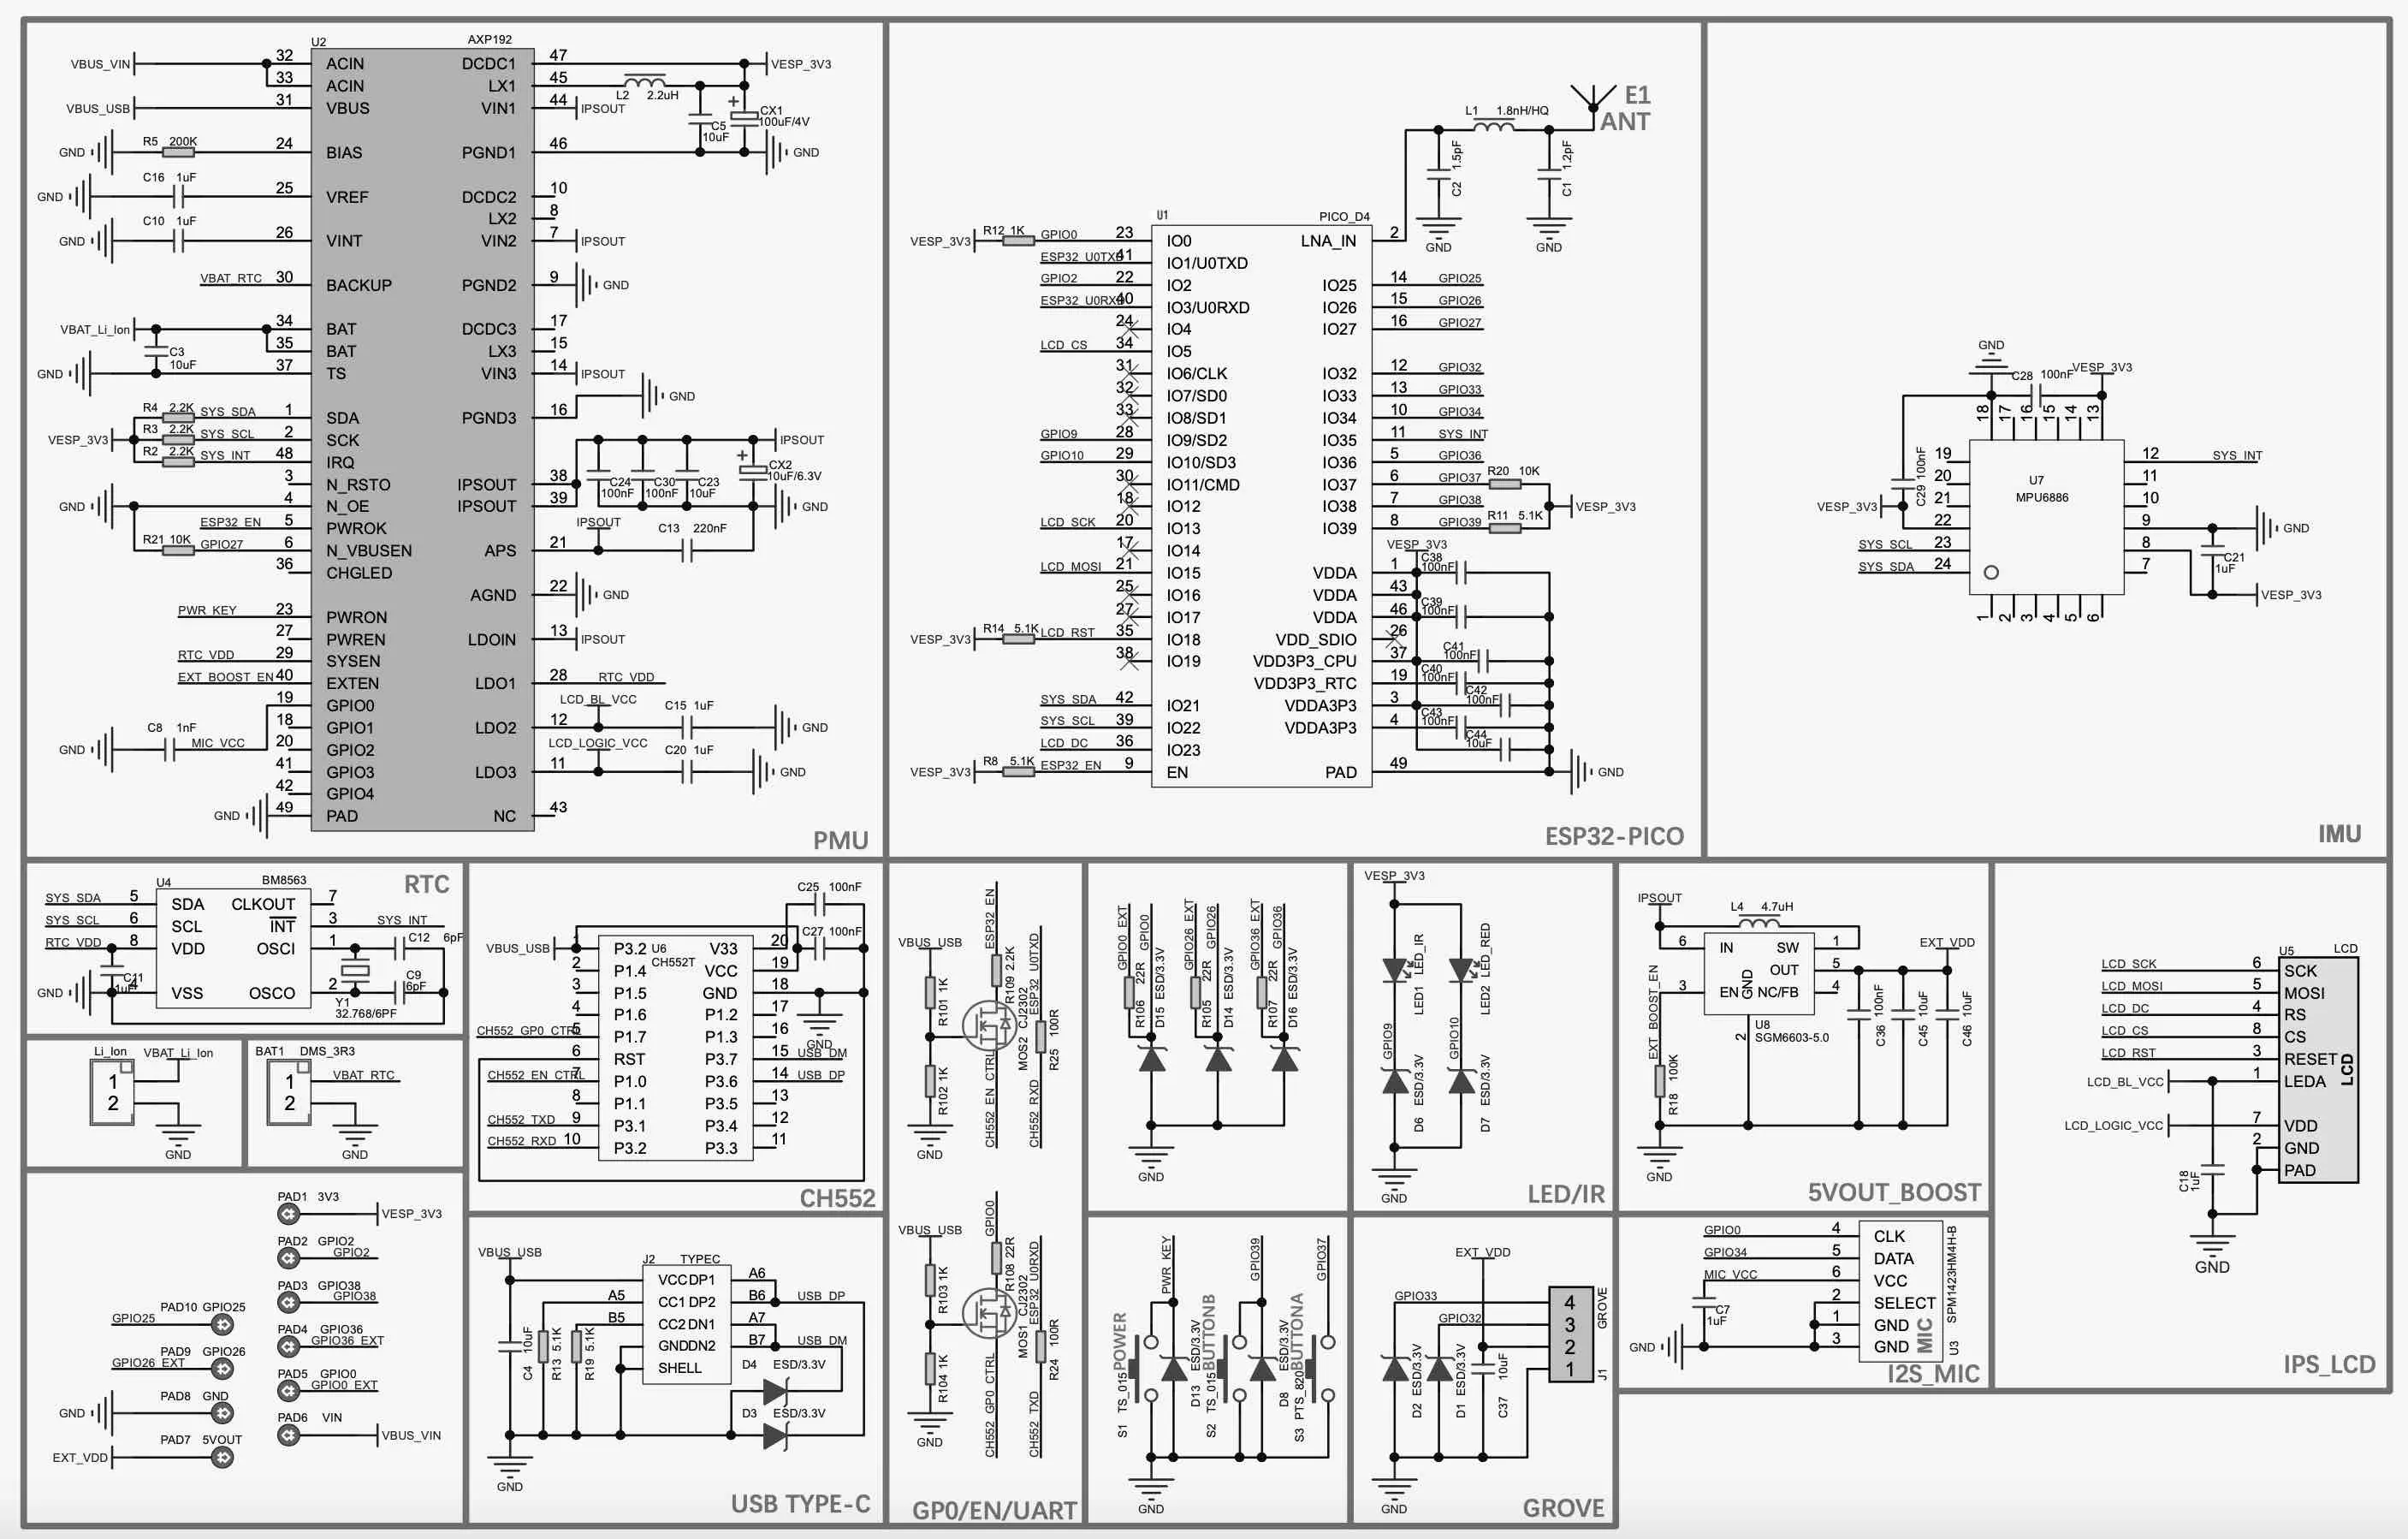 U2 AXP192
VBUS_VIN 32 ACIN DCDC1 47 VESP_3V3
33 ACIN LX1 45 L2 2.2uH
VBUS_USB 31 VBUS VIN1 44 IPSOUT
C5 10uF
CX1 100uF/4V
GND R5 200K 24 BIAS PGND1 46 GND
GND C16 1uF 25 VREF DCDC2 10
LX2 8
GND C10 1uF 26 VINT VIN2 7 IPSOUT
VBAT_RTC 30 BACKUP PGND2 9 GND
VBAT_Li_Ion 34 BAT DCDC3 17
C3 10uF
35 BAT LX3 15
GND 37 TS VIN3 14 IPSOUT
R4 2.2K SYS_SDA 1 SDA PGND3 16 GND
VESP_3V3 R3 2.2K SYS_SCL 2 SCK IPSOUT
R2 2.2K SYS_INT 48 IRQ
3 N_RSTO IPSOUT 38
C24 100nF C30 100nF C23 10uF CX2 10uF/6.3V
GND 4 N_OE IPSOUT 39 GND
ESP32_EN 5 PWROK
R21 10K GPIO27 6 N_VBUSEN APS 21 IPSOUT C13 220nF
36 CHGLED
AGND 22 GND
PWR_KEY 23 PWRON
27 PWREN LDOIN 13 IPSOUT
RTC_VDD 29 SYSEN
EXT_BOOST_EN 40 EXTEN LDO1 28 RTC_VDD
19 GPIO0
18 GPIO1 LDO2 12 LCD_BL_VCC C15 1uF GND
GND C8 1nF MIC_VCC 20 GPIO2
41 GPIO3 LDO3 11 LCD_LOGIC_VCC C20 1uF GND
42 GPIO4
GND 49 PAD NC 43
PMU
E1
ANT
L1 1.8nH/HQ
C2 1.5pF
C1 1.2pF
GND GND
U1 PICO_D4
VESP_3V3 R12 1K GPIO0 23 IO0 LNA_IN 2
ESP32_U0TXD 41 IO1/U0TXD
GPIO2 22 IO2 IO25 14 GPIO25
ESP32_U0RXD 40 IO3/U0RXD IO26 15 GPIO26
24 IO4 IO27 16 GPIO27
LCD_CS 34 IO5
31 IO6/CLK IO32 12 GPIO32
32 IO7/SD0 IO33 13 GPIO33
33 IO8/SD1 IO34 10 GPIO34
GPIO9 28 IO9/SD2 IO35 11 SYS_INT
GPIO10 29 IO10/SD3 IO36 5 GPIO36
30 IO11/CMD IO37 6 GPIO37 R20 10K
18 IO12 IO38 7 GPIO38 VESP_3V3
LCD_SCK 20 IO13 IO39 8 GPIO39 R11 5.1K
17 IO14 VESP_3V3
LCD_MOSI 21 IO15 VDDA 1 C38 100nF
25 IO16 VDDA 43
27 IO17 VDDA 46 C39 100nF
VESP_3V3 R14 5.1K LCD_RST 35 IO18 VDD_SDIO 26
38 IO19 VDD3P3_CPU 37 C41 100nF
VDD3P3_RTC 19 C40 100nF
SYS_SDA 42 IO21 VDDA3P3 3 C42 100nF
SYS_SCL 39 IO22 VDDA3P3 4 C43 100nF
LCD_DC 36 IO23 C44 10uF
VESP_3V3 R8 5.1K ESP32_EN 9 EN PAD 49 GND
ESP32-PICO
GND
C28 100nF VESP_3V3
18 17 16 15 14 13
C29 100nF
19 12 SYS_INT
20 U7 11
VESP_3V3 21 MPU6886 10
22 9 GND
SYS_SCL 23 8 C21 1uF
SYS_SDA 24 7
VESP_3V3
1 2 3 4 5 6
IMU
RTC
U4 BM8563
SYS_SDA 5 SDA CLKOUT 7
SYS_SCL 6 SCL INT 3 SYS_INT
RTC_VDD 8 VDD OSCI 1 C12 6pF
C11 1uF
GND 4 VSS OSCO 2 C9 6pF
Y1
32.768/6PF
Li_Ion VBAT_Li_Ion
1
2
GND
BAT1 DMS_3R3
1 VBAT_RTC
2
GND
C25 100nF
C27 100nF
VBUS_USB 1 P3.2 U6 V33 20
2 P1.4 CH552T VCC 19
3 P1.5 GND 18
4 P1.6 P1.2 17
CH552_GP0_CTRL 5 P1.7 P1.3 16 GND
6 RST P3.7 15 USB_DM
CH552_EN_CTRL 7 P1.0 P3.6 14 USB_DP
8 P1.1 P3.5 13
CH552_TXD 9 P3.1 P3.4 12
CH552_RXD 10 P3.2 P3.3 11
CH552
VBUS_USB
R101 1K
R102 1K
GND
ESP32_EN
R109 2.2K
MOS2 CJ2302
CH552_EN_CTRL
ESP32_U0TXD
R25 100R
CH552_RXD
VBUS_USB
R103 1K
R104 1K
GND
GPIO0
R108 22R
MOS1 CJ2302
CH552_GP0_CTRL
ESP32_U0RXD
R24 100R
CH552_TXD
GP0/EN/UART
GPIO0_EXT GPIO0
R106 22R
D15 ESD/3.3V
GPIO26_EXT GPIO26
R105 22R
D14 ESD/3.3V
GPIO36_EXT GPIO36
R107 22R
D16 ESD/3.3V
GND
VESP_3V3
LED1 LED_IR
LED2 LED_RED
GPIO9
GPIO10
D6 ESD/3.3V
D7 ESD/3.3V
GND
LED/IR
IPSOUT L4 4.7uH
6 IN SW 1 EXT_VDD
OUT 5
3 EN GND NC/FB 4
EXT_BOOST_EN
2 U8
SGM6603-5.0
C36 100nF
C45 10uF
C46 10uF
R18 100K
GND
5VOUT_BOOST
U5 LCD
LCD_SCK 6 SCK
LCD_MOSI 5 MOSI
LCD_DC 4 RS
LCD_CS 8 CS
LCD_RST 3 RESET
LCD
LCD_BL_VCC 1 LEDA
LCD_LOGIC_VCC 7 VDD
2 GND
PAD
C18 1uF
GND
IPS_LCD
PAD1 3V3
VESP_3V3
PAD2 GPIO2
GPIO2
PAD3 GPIO38
GPIO38
PAD4 GPIO36
GPIO36_EXT
PAD5 GPIO0
GPIO0_EXT
PAD6 VIN
VBUS_VIN
PAD10 GPIO25
GPIO25
PAD9 GPIO26
GPIO26_EXT
PAD8 GND
GND
PAD7 5VOUT
EXT_VDD
VBUS_USB
J2 TYPEC
VCC DP1 A6
A5 CC1 DP2 B6 USB_DP
B5 CC2 DN1 A7
GND DN2 B7 USB_DM
SHELL
C4 10uF
R13 5.1K
R19 5.1K
D4 ESD/3.3V
D3 ESD/3.3V
GND
USB TYPE-C
PWR_KEY
GPIO39
GPIO37
S1 TS_015 POWER
D13 ESD/3.3V
S2 TS_015 BUTTONB
D8 ESD/3.3V
S3 PTS_820 BUTTONA
GND
EXT_VDD
GPIO33 4
GPIO32 3
2
1
GROVE
J1
D2 ESD/3.3V
D1 ESD/3.3V
C37 10uF
GND
GROVE
GPIO0 4 CLK
GPIO34 5 DATA
MIC_VCC 6 VCC
C7 1uF
2 SELECT
1 GND
GND 3 GND
MIC
SPM1423HM4H-B
U3
I2S_MIC